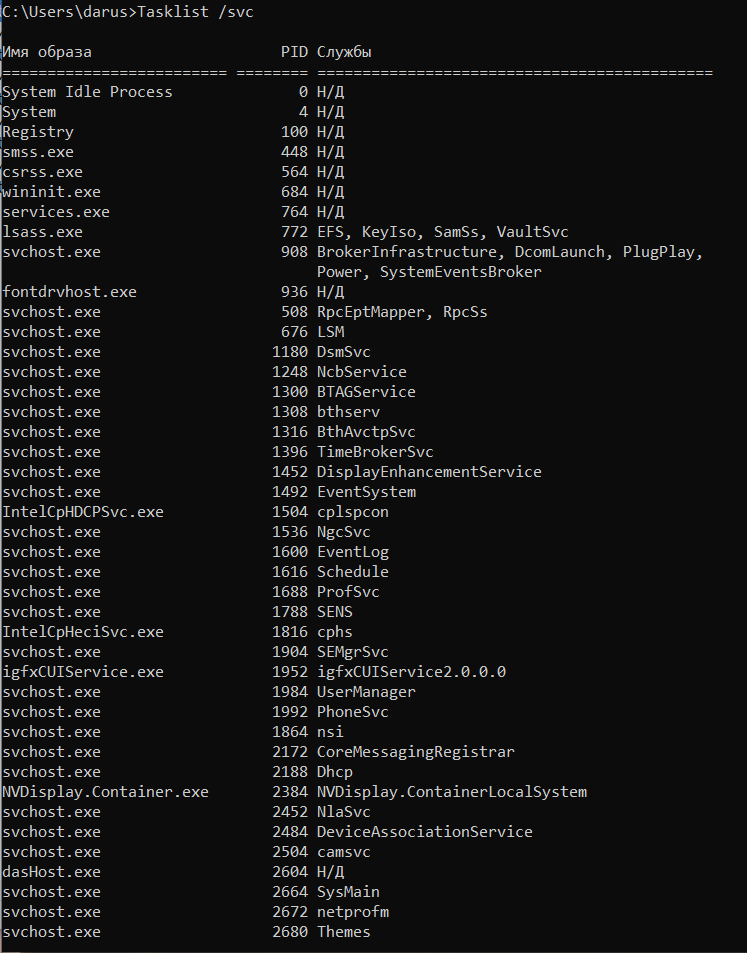 C:\Users\darus>Tasklist /svc
Имя образа                     PID Службы
========================= ======== ============================================
System Idle Process              0 Н/Д
System                           4 Н/Д
Registry                       100 Н/Д
smss.exe                       448 Н/Д
csrss.exe                      564 Н/Д
wininit.exe                    684 Н/Д
services.exe                   764 Н/Д
lsass.exe                      772 EFS, KeyIso, SamSs, VaultSvc
svchost.exe                    908 BrokerInfrastructure, DcomLaunch, PlugPlay,
                                   Power, SystemEventsBroker
fontdrvhost.exe                936 Н/Д
svchost.exe                    508 RpcEptMapper, RpcSs
svchost.exe                    676 LSM
svchost.exe                   1180 DsmSvc
svchost.exe                   1248 NcbService
svchost.exe                   1300 BTAGService
svchost.exe                   1308 bthserv
svchost.exe                   1316 BthAvctpSvc
svchost.exe                   1396 TimeBrokerSvc
svchost.exe                   1452 DisplayEnhancementService
svchost.exe                   1492 EventSystem
IntelCpHDCPSvc.exe            1504 cplspcon
svchost.exe                   1536 NgcSvc
svchost.exe                   1600 EventLog
svchost.exe                   1616 Schedule
svchost.exe                   1688 ProfSvc
svchost.exe                   1788 SENS
IntelCpHeciSvc.exe            1816 cphs
svchost.exe                   1904 SEMgrSvc
igfxCUIService.exe            1952 igfxCUIService2.0.0.0
svchost.exe                   1984 UserManager
svchost.exe                   1992 PhoneSvc
svchost.exe                   1864 nsi
svchost.exe                   2172 CoreMessagingRegistrar
svchost.exe                   2188 Dhcp
NVDisplay.Container.exe       2384 NVDisplay.ContainerLocalSystem
svchost.exe                   2452 NlaSvc
svchost.exe                   2484 DeviceAssociationService
svchost.exe                   2504 camsvc
dasHost.exe                   2604 Н/Д
svchost.exe                   2664 SysMain
svchost.exe                   2672 netprofm
svchost.exe                   2680 Themes